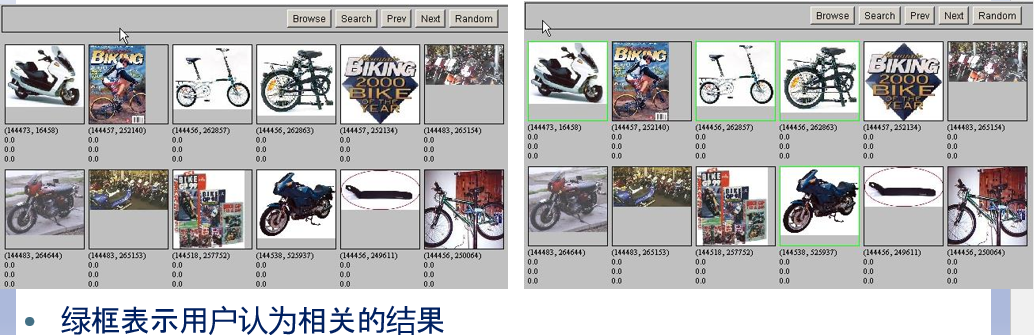 Browse Search Prev Next Random
BIKING
BIKING
2000
BIKE
OF THE
YEAR
(144473, 16458) (144457, 252140) (144456, 262857) (144456, 262863) (144457, 252134) (144483, 265154)
0.0 0.0 0.0 0.0 0.0 0.0
0.0 0.0 0.0 0.0 0.0 0.0
0.0 0.0 0.0 0.0 0.0 0.0
BIKE
(144483, 264644) (144483, 265153) (144518, 257752) (144538, 525937) (144456, 249611) (144456, 250064)
0.0 0.0 0.0 0.0 0.0 0.0
0.0 0.0 0.0 0.0 0.0 0.0
0.0 0.0 0.0 0.0 0.0 0.0
Browse Search Prev Next Random
BIKING
BIKING
2000
BIKE
OF THE
YEAR
(144473, 16458) (144457, 252140) (144456, 262857) (144456, 262863) (144457, 252134) (144483, 265154)
0.0 0.0 0.0 0.0 0.0 0.0
0.0 0.0 0.0 0.0 0.0 0.0
0.0 0.0 0.0 0.0 0.0 0.0
BIKE
(144483, 264644) (144483, 265153) (144518, 257752) (144538, 525937) (144456, 249611) (144456, 250064)
0.0 0.0 0.0 0.0 0.0 0.0
0.0 0.0 0.0 0.0 0.0 0.0
0.0 0.0 0.0 0.0 0.0 0.0
• 绿框表示用户认为相关的结果